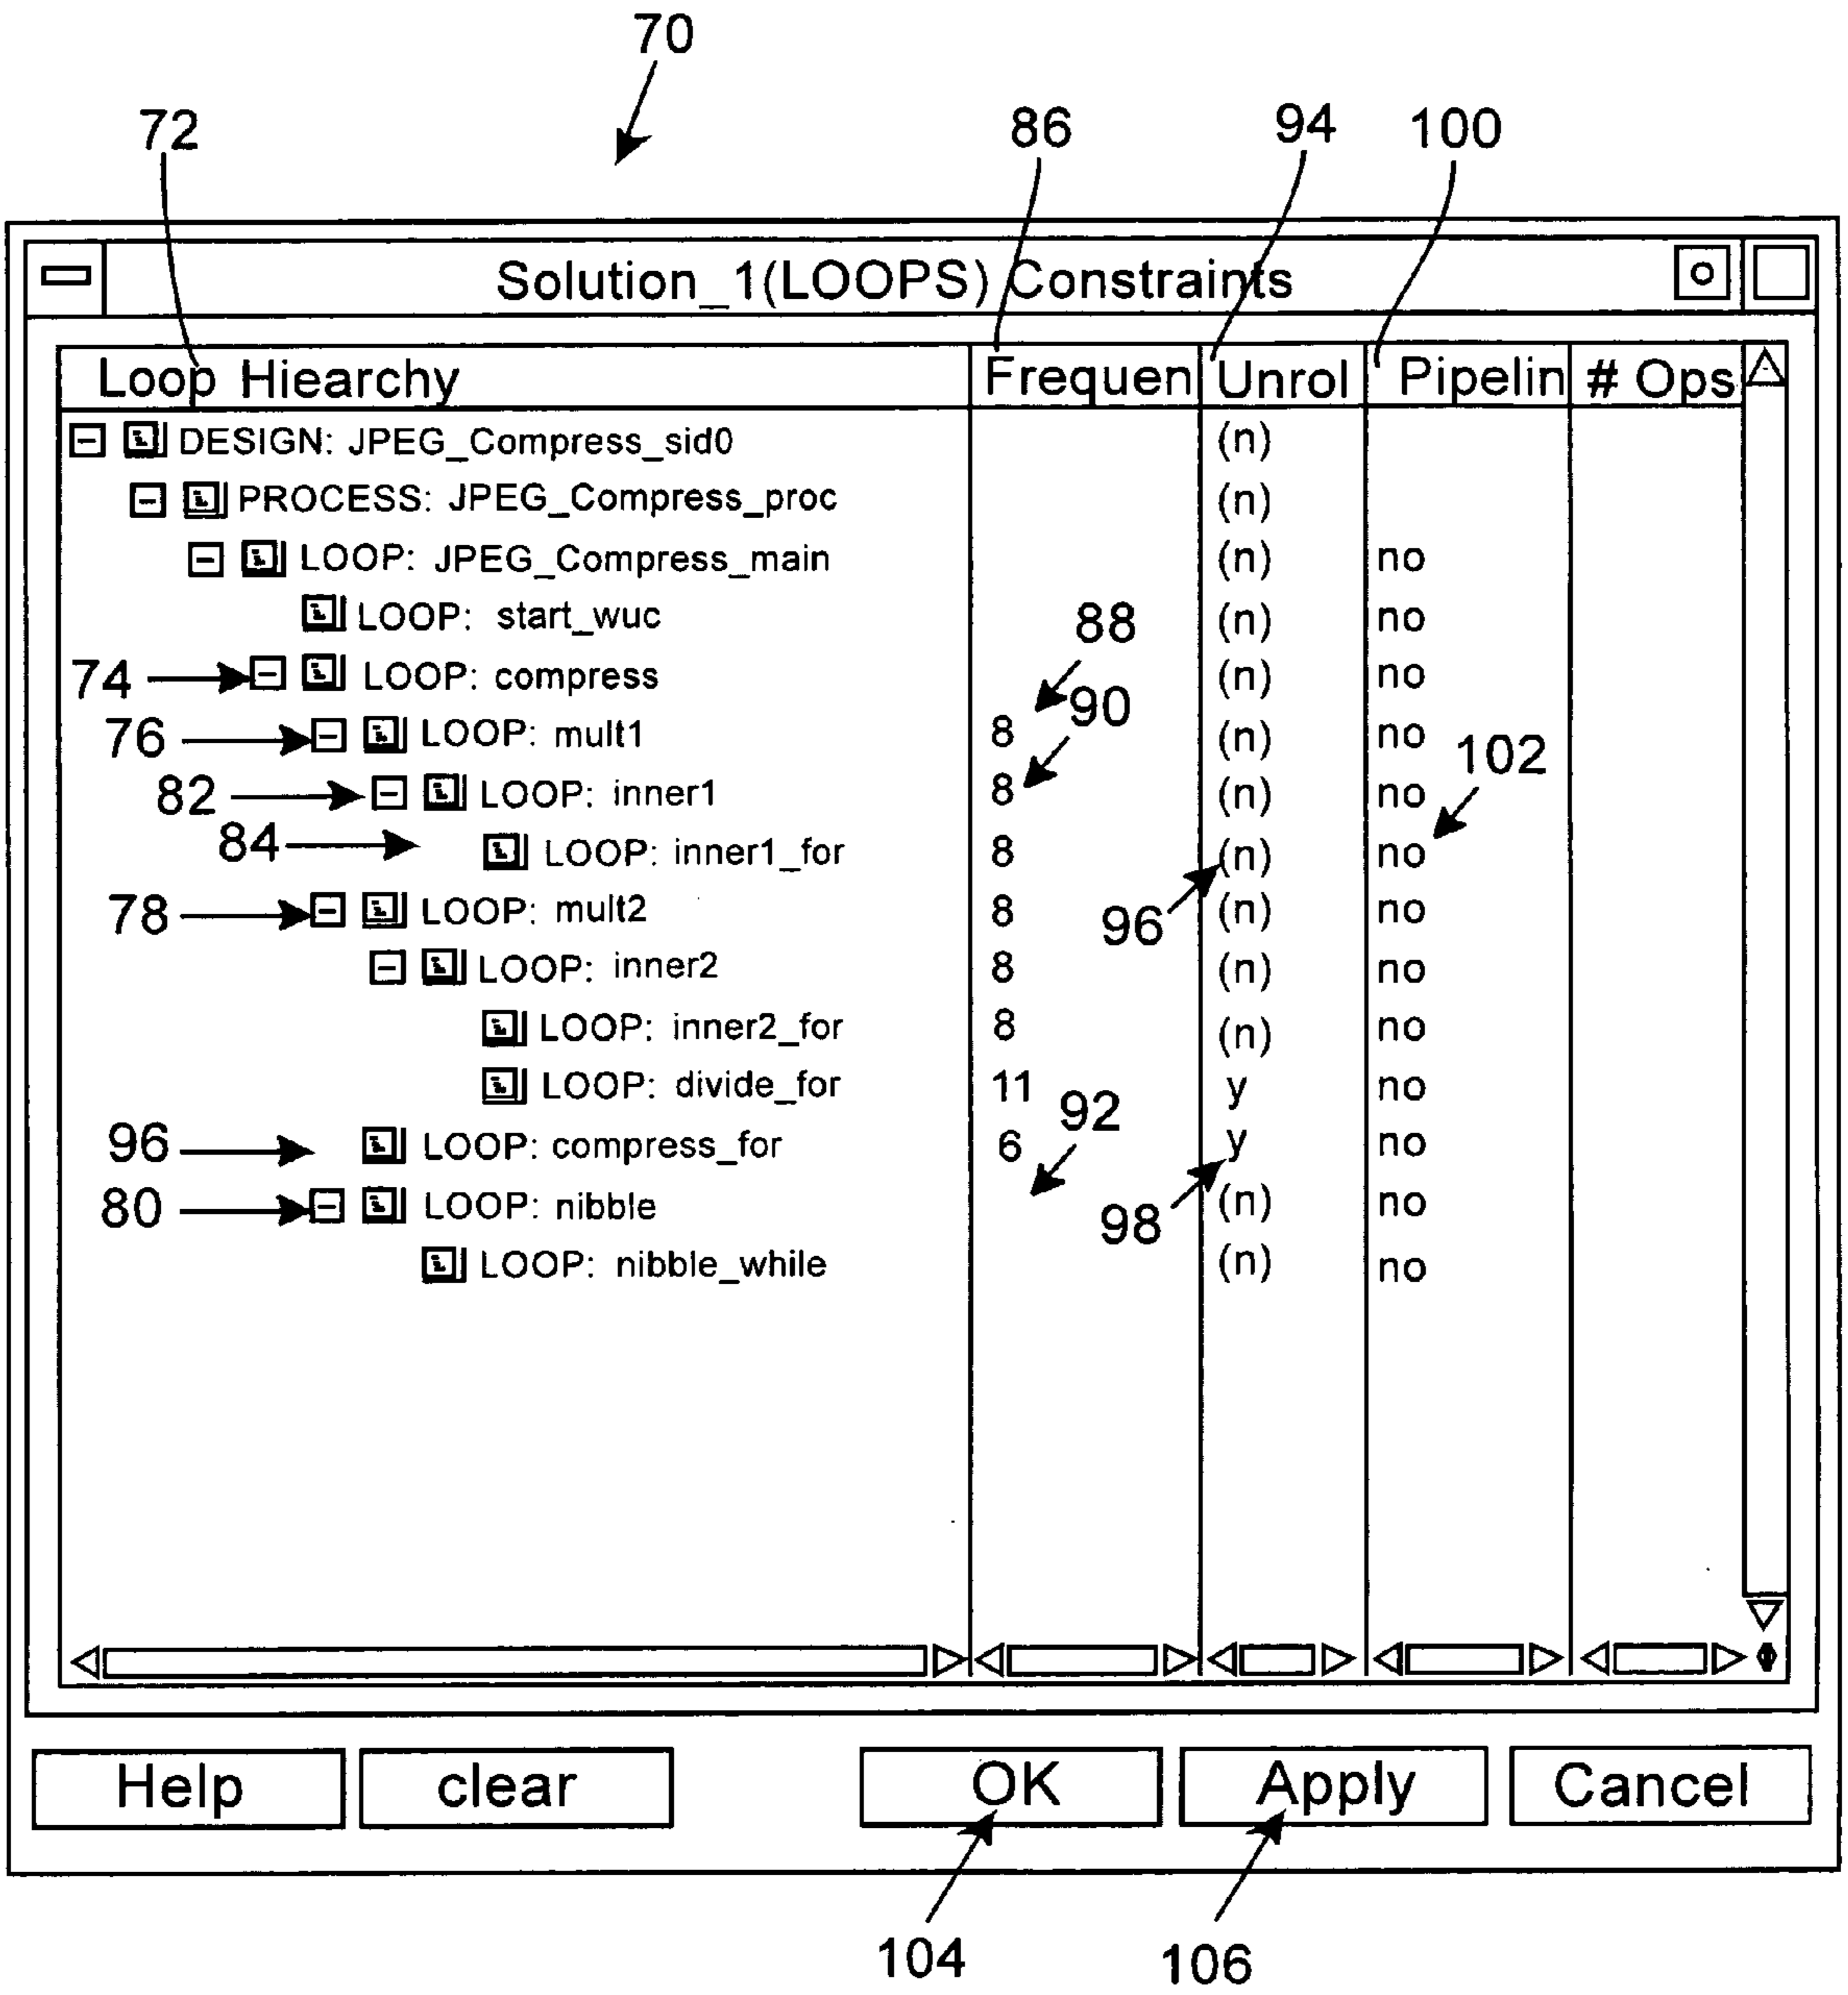 70
72 86 94 100
Solution_1(LOOPS) Constraints
Loop Hiearchy Frequen Unrol Pipelin # Ops
DESIGN: JPEG_Compress_sid0 (n)
PROCESS: JPEG_Compress_proc (n)
LOOP: JPEG_Compress_main (n) no
LOOP: start_wuc 88 (n) no
74 LOOP: compress (n) no
90
76 LOOP: mult1 8 (n) no
102
82 LOOP: inner1 8 (n) no
84 LOOP: inner1_for 8 (n) no
78 LOOP: mult2 8 96 (n) no
LOOP: inner2 8 (n) no
LOOP: inner2_for 8 (n) no
LOOP: divide_for 11 y no
92
96 LOOP: compress_for 6 y no
80 LOOP: nibble 98 (n) no
LOOP: nibble_while (n) no
Help clear OK Apply Cancel
104 106